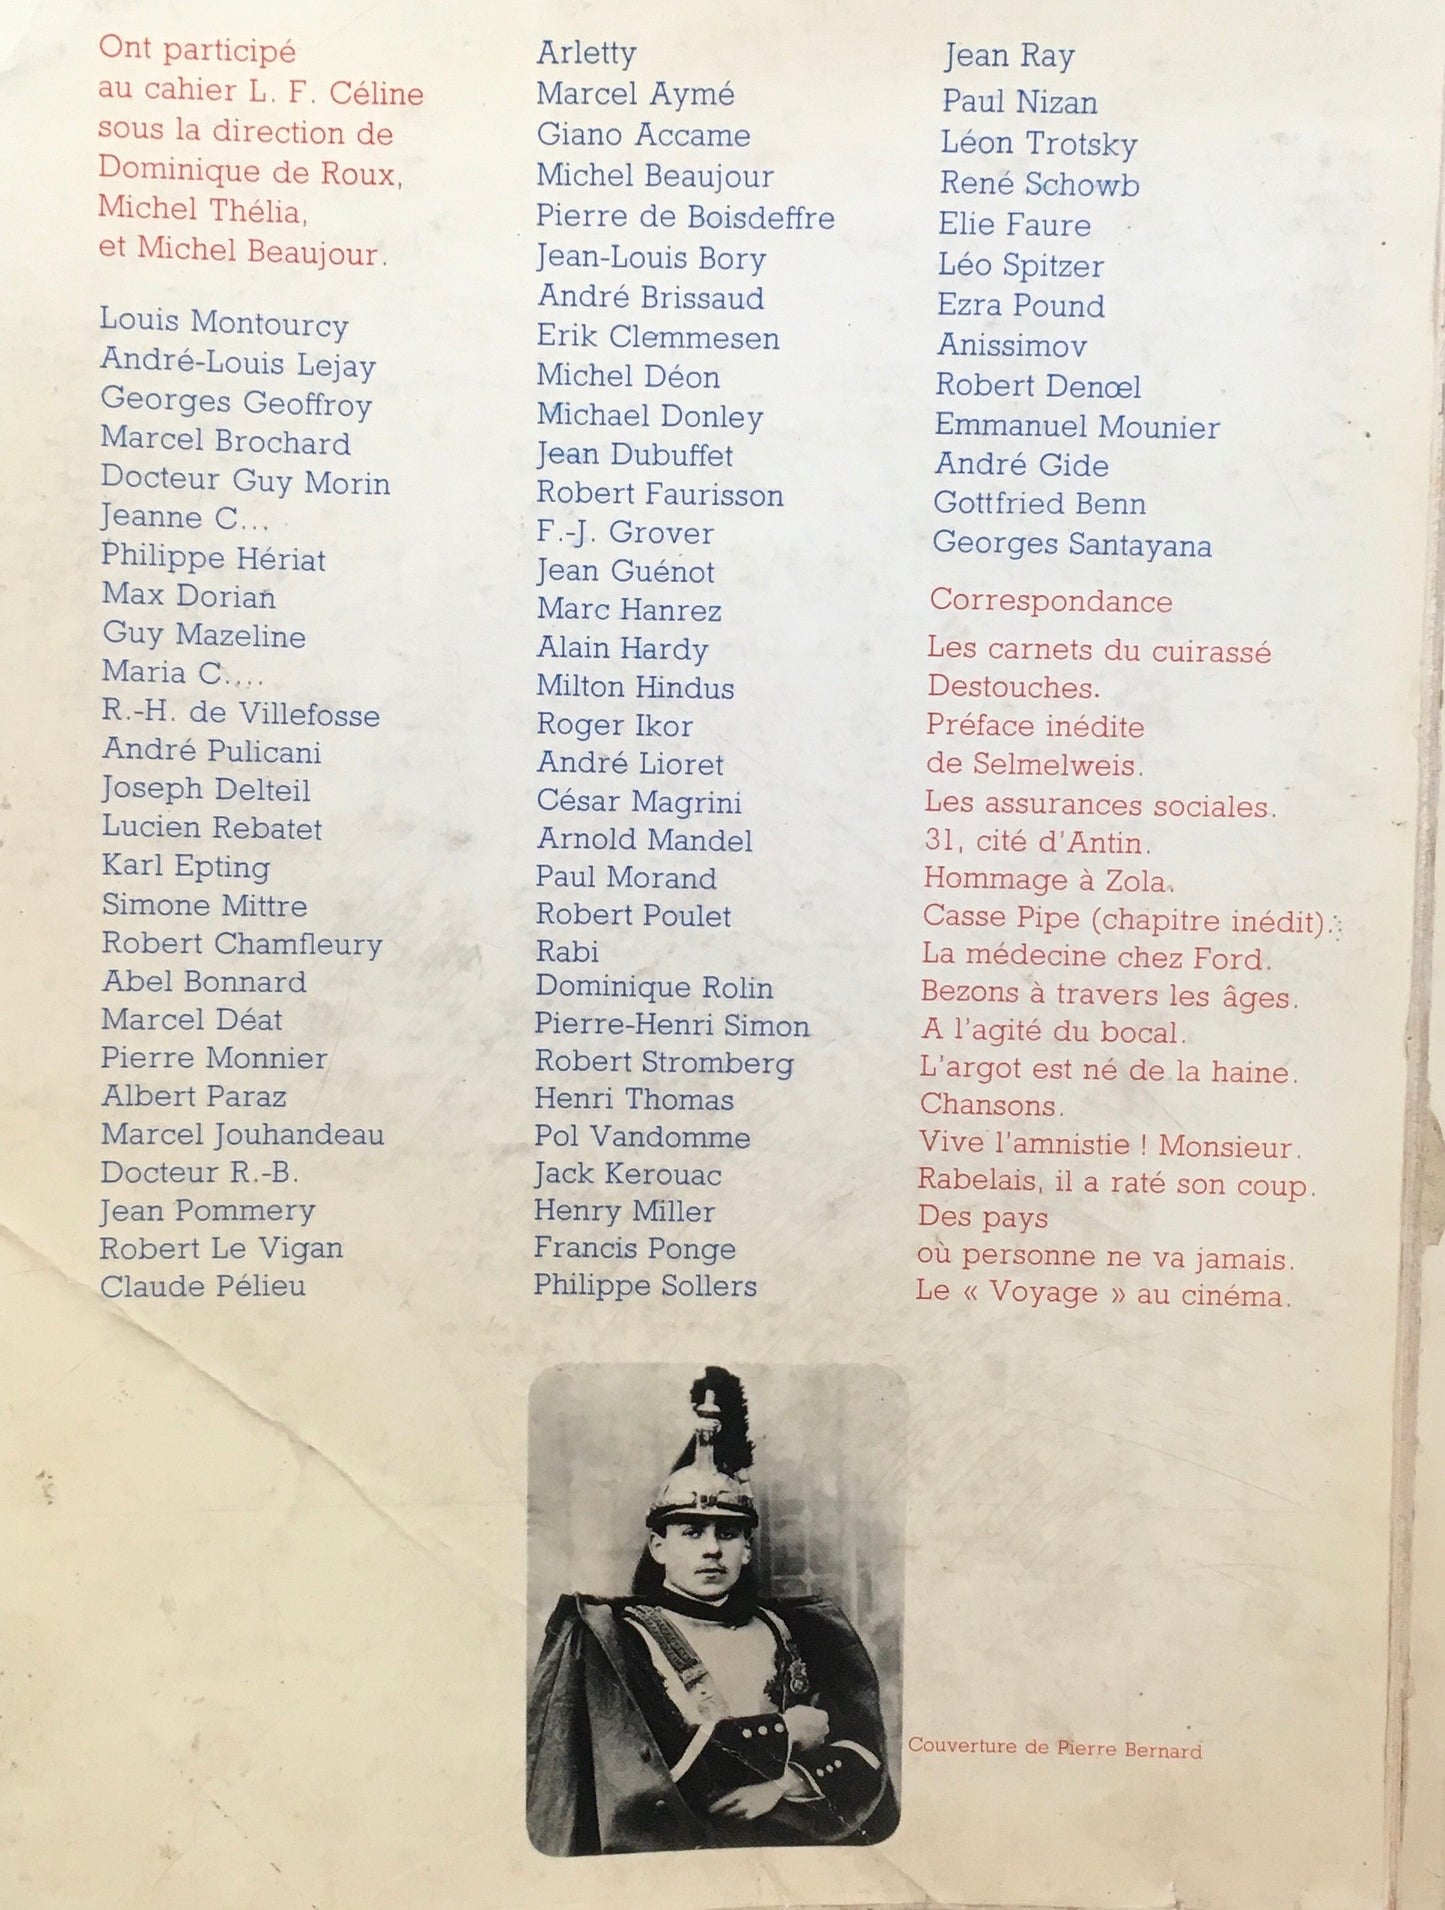 Ont participé
au cahier L. F. Céline
sous la direction de
Dominique de Roux,
Michel Thélia,
et Michel Beaujour.
Louis Montourcy
André-Louis Lejay
Georges Geoffroy
Marcel Brochard
Docteur Guy Morin
Jeanne C...
Philippe Hériat
Max Dorian
Guy Mazeline
Maria C....
R.-H. de Villefosse
André Pulicani
Joseph Delteil
Lucien Rebatet
Karl Epting
Simone Mittre
Robert Chamfleury
Abel Bonnard
Marcel Déat
Pierre Monnier
Albert Paraz
Marcel Jouhandeau
Docteur R.-B.
Jean Pommery
Robert Le Vigan
Claude Pélieu
Arletty
Marcel Aymé
Giano Accame
Michel Beaujour
Pierre de Boisdeffre
Jean-Louis Bory
André Brissaud
Erik Clemmesen
Michel Déon
Michael Donley
Jean Dubuffet
Robert Faurisson
F.-J. Grover
Jean Guénot
Marc Hanrez
Alain Hardy
Milton Hindus
Roger Ikor
André Lioret
César Magrini
Arnold Mandel
Paul Morand
Robert Poulet
Rabi
Dominique Rolin
Pierre-Henri Simon
Robert Stromberg
Henri Thomas
Pol Vandomme
Jack Kerouac
Henry Miller
Francis Ponge
Philippe Sollers
Jean Ray
Paul Nizan
Léon Trotsky
René Schowb
Elie Faure
Léo Spitzer
Ezra Pound
Anissimov
Robert Denœl
Emmanuel Mounier
André Gide
Gottfried Benn
Georges Santayana
Correspondance
Les carnets du cuirassé
Destouches.
Préface inédite
de Selmelweis.
Les assurances sociales.
31, cité d'Antin.
Hommage à Zola.
Casse Pipe (chapitre inédit).
La médecine chez Ford.
Bezons à travers les âges.
A l'agité du bocal.
L'argot est né de la haine.
Chansons.
Vive l'amnistie ! Monsieur.
Rabelais, il a raté son coup.
Des pays
où personne ne va jamais.
Le « Voyage » au cinéma.
Couverture de Pierre Bernard